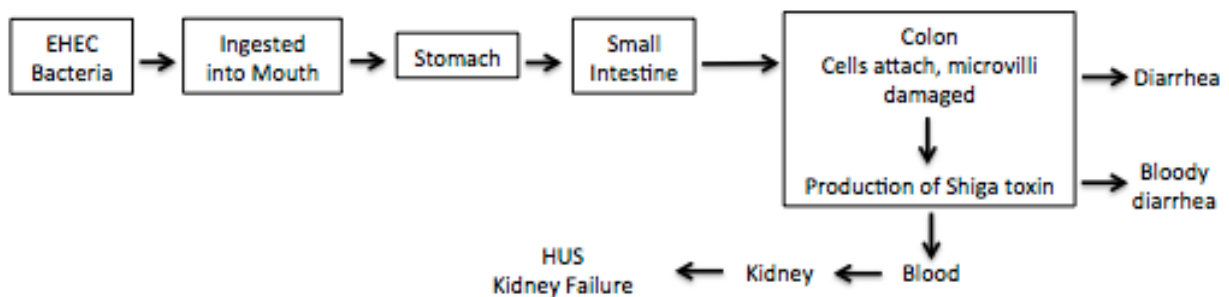 EHEC
Bacteria
Ingested
into Mouth
Stomach
Small
Intestine
Colon
Cells attach, microvilli
damaged
Production of Shiga toxin
Diarrhea
Bloody
diarrhea
Blood
Kidney
HUS
Kidney Failure